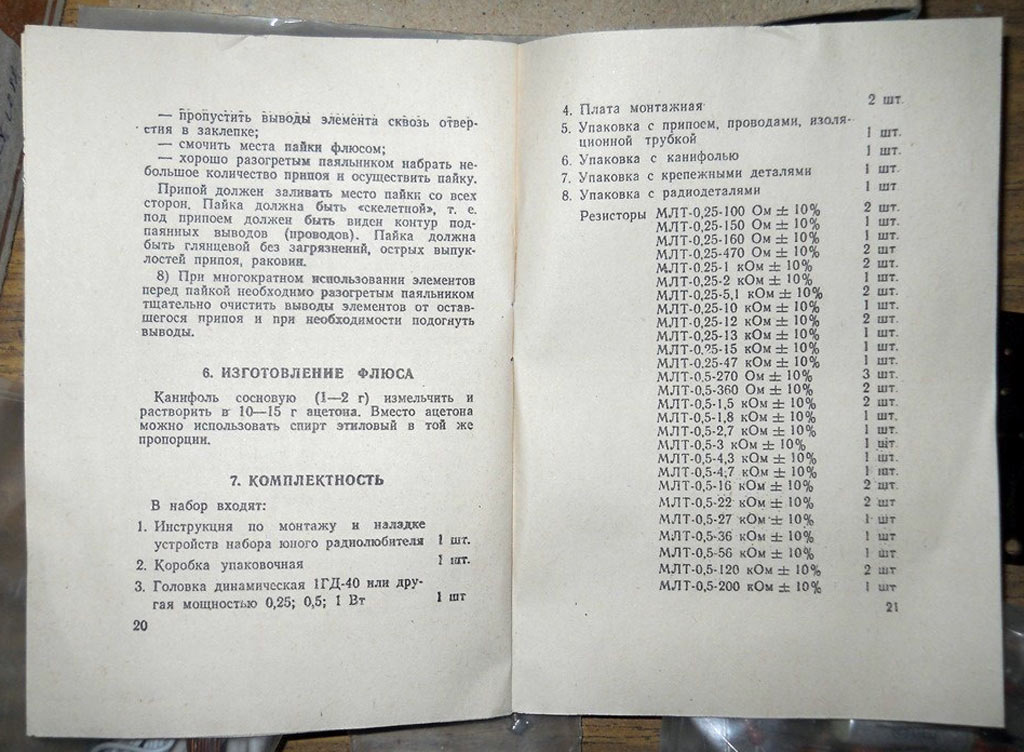 — пропустить выводы элемента сквозь отвер-
стия в заклепке;
— смочить места пайки флюсом;
— хорошо разогретым паяльником набрать не-
большое количество припоя и осуществить пайку.
Припой должен заливать место пайки со всех
сторон. Пайка должна быть «скелетной», т. е.
под припоем должен быть виден контур под-
паянных выводов (проводов). Пайка должна
быть глянцевой без загрязнений, острых выпук-
лостей припоя, раковин.
8) При многократном использовании элементов
перед пайкой необходимо разогретым паяльником
тщательно очистить выводы элементов от остав-
шегося припоя и при необходимости подогнуть
выводы.
6. ИЗГОТОВЛЕНИЕ ФЛЮСА
Канифоль сосновую (1—2 г) измельчить и
растворить в 10—15 г ацетона. Вместо ацетона
можно использовать спирт этиловый в той же
пропорции.
7. КОМПЛЕКТНОСТЬ
В набор входят:
1. Инструкция по монтажу и наладке
устройств набора юного радиолюбителя 1 шт.
2. Коробка упаковочная 1 шт.
3. Головка динамическая 1ГД-40 или дру-
гая мощностью 0,25; 0,5; 1 Вт 1 шт
20
4. Плата монтажная 2 шт.
5. Упаковка с припоем, проводами, изоля-
ционной трубкой 1 шт.
6. Упаковка с канифолью 1 шт.
7. Упаковка с крепежными деталями 1 шт.
8. Упаковка с радиодеталями 1 шт
Резисторы МЛТ-0,25-100 Ом ± 10% 2 шт.
МЛТ-0,25-150 Ом ± 10% 1 шт.
МЛТ-0,25-160 Ом ± 10% 1 шт.
МЛТ-0,25-470 Ом ± 10% 2 шт
МЛТ-0.25-1 кОм ± 10% 2 шт.
МЛТ-0,25-2 кОм ± 10% 1 шт.
МЛТ-0,25-5,1 кОм ± 10% 2 шт.
МЛТ-0,25-10 кОм ± 10% 1 шт.
МЛТ-0,25-12 кОм ± 10% 2 шт.
МЛТ-0,25-13 кОм ± 10% 1 шт.
МЛТ-0,25-15 кОм ± 10% 1 шт.
МЛТ-0,25-47 кОм ± 10% 1 шт.
МЛТ-0,5-270 Ом ± 10% 3 шт.
МЛТ-0,5-360 Ом ± 10% 2 шт.
МЛТ-0,5-1,5 кОм ± 10% 2 шт.
МЛТ-0,5-1,8 кОм ± 10% 1 шт.
МЛТ-0,5-2,7 кОм ± 10% 1 шт.
МЛТ-0,5-3 кОм ± 10% 1 шт.
МЛТ-0,5-4,3 кОм ± 10% 1 шт.
МЛТ-0,5-4,7 кОм ± 10% 1 шт.
МЛТ-0,5-16 кОм ± 10% 2 шт.
МЛТ-0,5-22 кОм ± 10% 2 шт
МЛТ-0,5-27 кОм ± 10% 1 шт
МЛТ-0,5-36 кОм ± 10% 1 шт
МЛТ-0,5-56 кОм ± 10% 1 шт
МЛТ-0,5-120 кОм ± 10% 2 шт
МЛТ-0,5-200 кОм ± 10% 1 шт
21